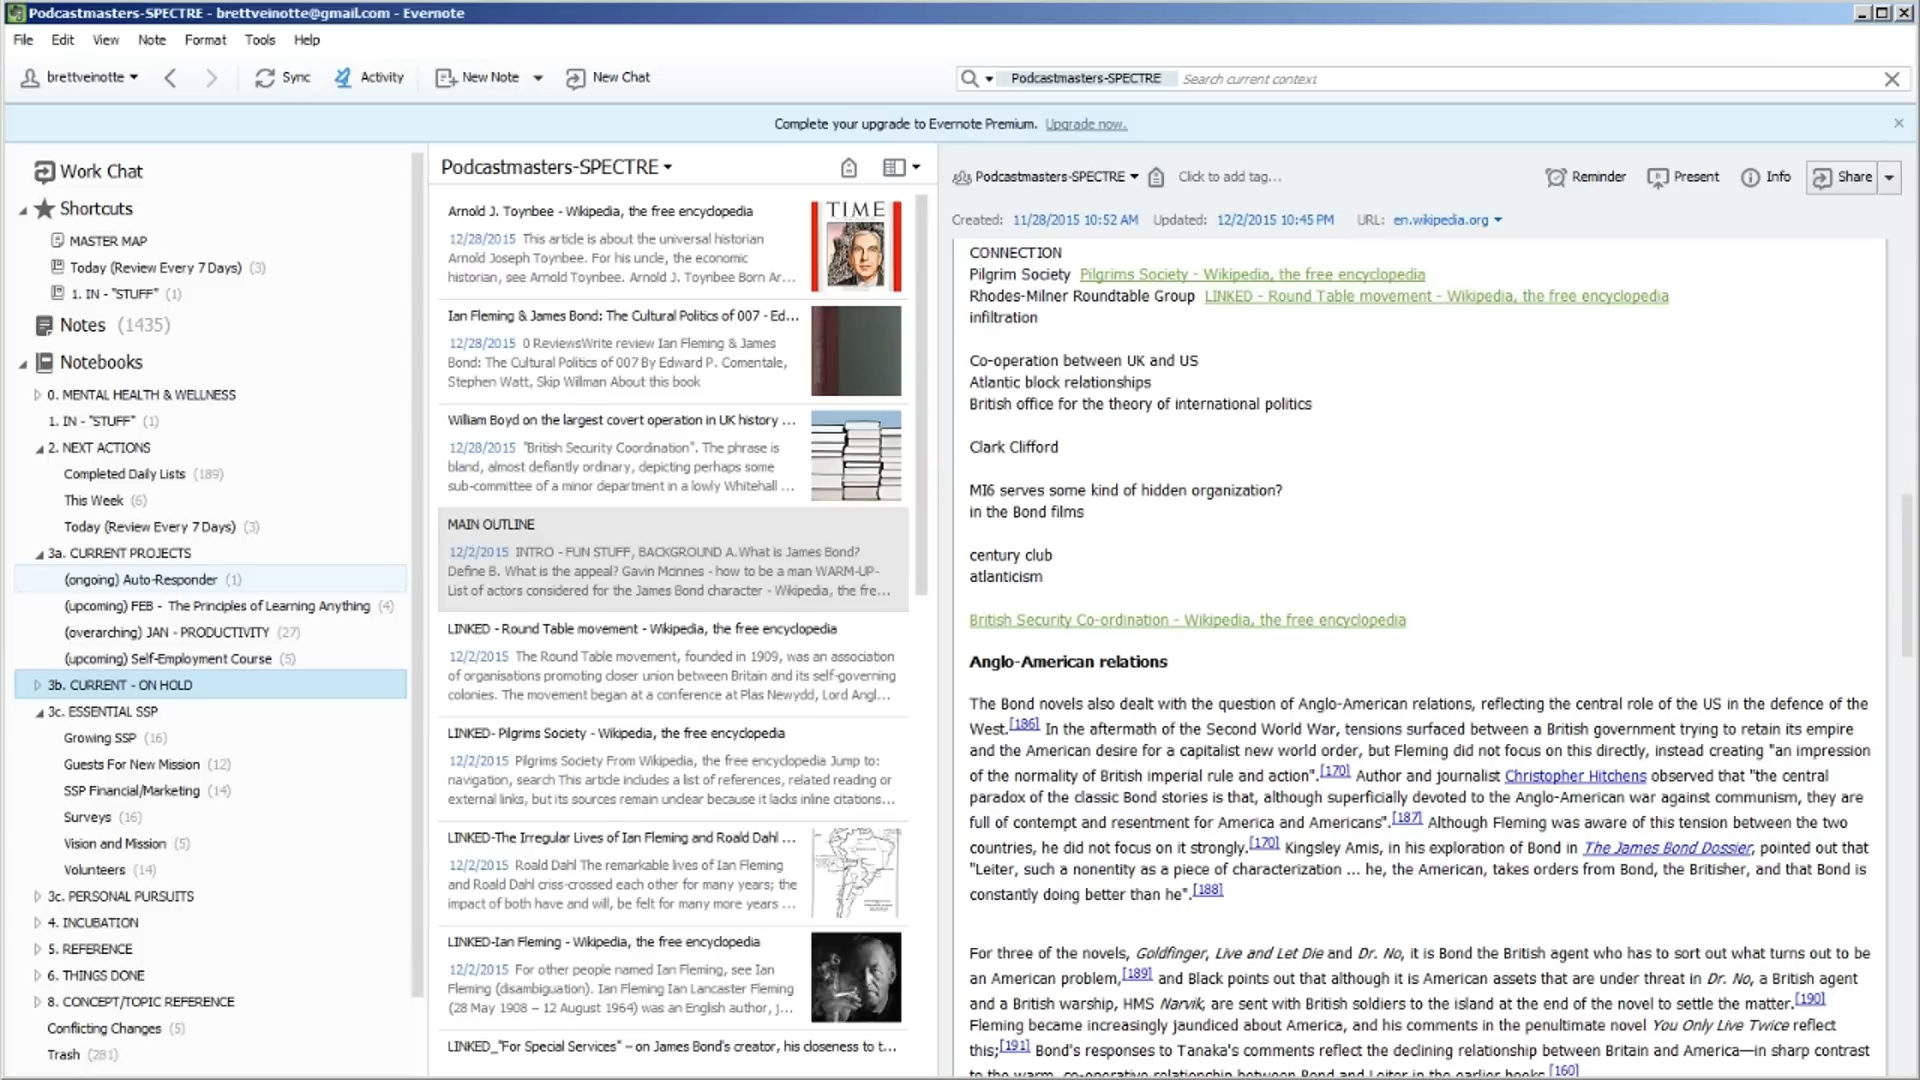 Podcastmasters-SPECTRE - brettveinotte@gmail.com - Evernote
File Edit View Note Format Tools Help
brettveinotte Sync Activity New Note New Chat Podcastmasters-SPECTRE Search current context
Complete your upgrade to Evernote Premium. Upgrade now.
Work Chat
Shortcuts
MASTER MAP
Today (Review Every 7 Days) (3)
1. IN - "STUFF" (1)
Notes (1435)
Notebooks
0. MENTAL HEALTH & WELLNESS
1. IN - "STUFF" (1)
2. NEXT ACTIONS
Completed Daily Lists (189)
This Week (6)
Today (Review Every 7 Days) (3)
3a. CURRENT PROJECTS
(ongoing) Auto-Responder (1)
(upcoming) FEB - The Principles of Learning Anything (4)
(overarching) JAN - PRODUCTIVITY (27)
(upcoming) Self-Employment Course (5)
3b. CURRENT - ON HOLD
3c. ESSENTIAL SSP
Growing SSP (16)
Guests For New Mission (12)
SSP Financial/Marketing (14)
Surveys (16)
Vision and Mission (5)
Volunteers (14)
3c. PERSONAL PURSUITS
4. INCUBATION
5. REFERENCE
6. THINGS DONE
8. CONCEPT/TOPIC REFERENCE
Conflicting Changes (5)
Trash (281)
Podcastmasters-SPECTRE
Arnold J. Toynbee - Wikipedia, the free encyclopedia
12/28/2015 This article is about the universal historian
Arnold Joseph Toynbee. For his uncle, the economic
historian, see Arnold Toynbee. Arnold J. Toynbee Born Ar...
TIME
Ian Fleming & James Bond: The Cultural Politics of 007 - Ed...
12/28/2015 0 ReviewsWrite review Ian Fleming & James
Bond: The Cultural Politics of 007 By Edward P. Comentale,
Stephen Watt, Skip Willman About this book
William Boyd on the largest covert operation in UK history ...
12/28/2015 "British Security Coordination". The phrase is
bland, almost defiantly ordinary, depicting perhaps some
sub-committee of a minor department in a lowly Whitehall ...
MAIN OUTLINE
12/2/2015 INTRO - FUN STUFF, BACKGROUND A.What is James Bond?
Define B. What is the appeal? Gavin Mcinnes - how to be a man WARM-UP-
List of actors considered for the James Bond character - Wikipedia, the fre...
LINKED - Round Table movement - Wikipedia, the free encyclopedia
12/2/2015 The Round Table movement, founded in 1909, was an association
of organisations promoting closer union between Britain and its self-governing
colonies. The movement began at a conference at Plas Newydd, Lord Angl...
LINKED- Pilgrims Society - Wikipedia, the free encyclopedia
12/2/2015 Pilgrims Society From Wikipedia, the free encyclopedia Jump to:
navigation, search This article includes a list of references, related reading or
external links, but its sources remain unclear because it lacks inline citations...
LINKED-The Irregular Lives of Ian Fleming and Roald Dahl ...
12/2/2015 Roald Dahl The remarkable lives of Ian Fleming
and Roald Dahl criss-crossed each other for many years; the
impact of both have and will, be felt for many more years ...
LINKED-Ian Fleming - Wikipedia, the free encyclopedia
12/2/2015 For other people named Ian Fleming, see Ian
Fleming (disambiguation). Ian Fleming Ian Lancaster Fleming
(28 May 1908 – 12 August 1964) was an English author, j...
LINKED_"For Special Services" – on James Bond's creator, his closeness to t...
Podcastmasters-SPECTRE Click to add tag... Reminder Present Info Share
Created: 11/28/2015 10:52 AM Updated: 12/2/2015 10:45 PM URL: en.wikipedia.org
CONNECTION
Pilgrim Society Pilgrims Society - Wikipedia, the free encyclopedia
Rhodes-Milner Roundtable Group LINKED - Round Table movement - Wikipedia, the free encyclopedia
infiltration
Co-operation between UK and US
Atlantic block relationships
British office for the theory of international politics
Clark Clifford
MI6 serves some kind of hidden organization?
in the Bond films
century club
atlanticism
British Security Co-ordination - Wikipedia, the free encyclopedia
Anglo-American relations
The Bond novels also dealt with the question of Anglo-American relations, reflecting the central role of the US in the defence of the
West.[186] In the aftermath of the Second World War, tensions surfaced between a British government trying to retain its empire
and the American desire for a capitalist new world order, but Fleming did not focus on this directly, instead creating "an impression
of the normality of British imperial rule and action".[170] Author and journalist Christopher Hitchens observed that "the central
paradox of the classic Bond stories is that, although superficially devoted to the Anglo-American war against communism, they are
full of contempt and resentment for America and Americans".[187] Although Fleming was aware of this tension between the two
countries, he did not focus on it strongly.[170] Kingsley Amis, in his exploration of Bond in The James Bond Dossier, pointed out that
"Leiter, such a nonentity as a piece of characterization ... he, the American, takes orders from Bond, the Britisher, and that Bond is
constantly doing better than he".[188]
For three of the novels, Goldfinger, Live and Let Die and Dr. No, it is Bond the British agent who has to sort out what turns out to be
an American problem,[189] and Black points out that although it is American assets that are under threat in Dr. No, a British agent
and a British warship, HMS Narvik, are sent with British soldiers to the island at the end of the novel to settle the matter.[190]
Fleming became increasingly jaundiced about America, and his comments in the penultimate novel You Only Live Twice reflect
this;[191] Bond's responses to Tanaka's comments reflect the declining relationship between Britain and America—in sharp contrast
to the warm, co-operative relationship between Bond and Leiter in the earlier books.[160]